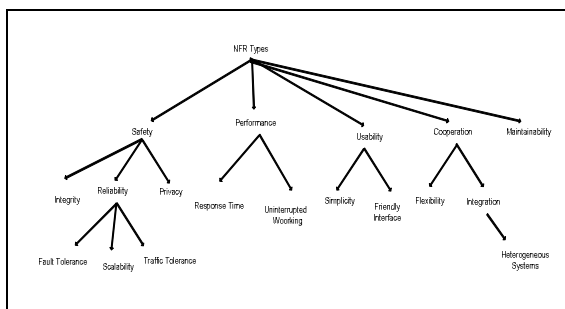 NFR Types
Safety
Performance
Usability
Cooperation
Maintainability
Integrity
Reliability
Privacy
Response Time
Uninterrupted
Woorking
Simplicity
Friendly
Interface
Flexibility
Integration
Fault Tolerance
Scalability
Traffic Tolerance
Heterogeneous
Systems